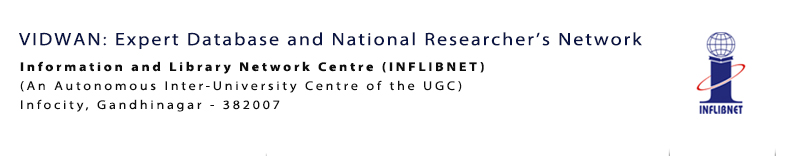 VIDWAN: Expert Database and National Researcher's Network
Information and Library Network Centre (INFLIBNET)
(An Autonomous Inter-University Centre of the UGC)
Infocity, Gandhinagar - 382007
INFLIBNET